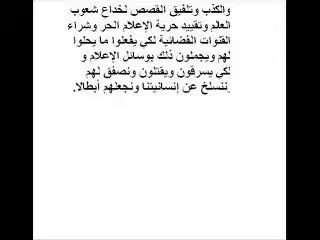 والكذب وتلفيق القصص لخداع شعوب
العالم وتقييد حرية الإعلام الحر وشراء
القنوات الفضائية لكي يفعلوا ما يحلوا
لهم ويجملون ذلك بوسائل الإعلام و
لكي يسرقون ويقتلون ونصفق لهم
ننسلخ عن إنسانيتنا ونجعلهم أبطالا.